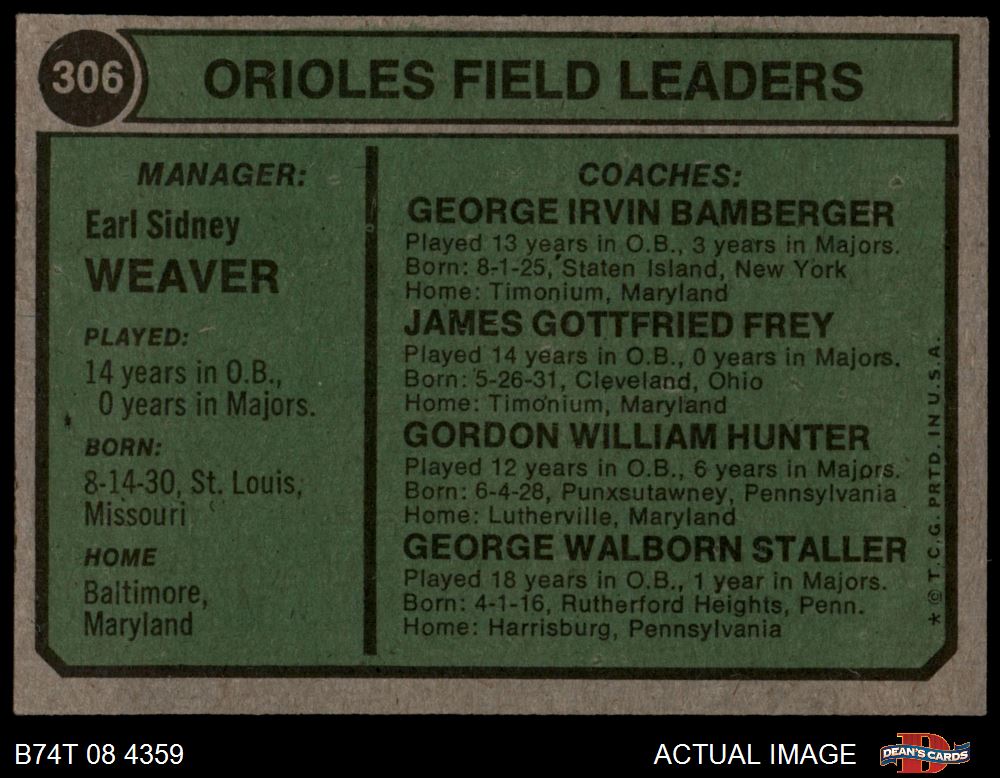 306
ORIOLES FIELD LEADERS
MANAGER:
Earl Sidney
WEAVER
PLAYED:
14 years in O.B.,
0 years in Majors.
BORN:
8-14-30, St. Louis,
Missouri
HOME
Baltimore,
Maryland
COACHES:
GEORGE IRVIN BAMBERGER
Played 13 years in O.B., 3 years in Majors.
Born: 8-1-25, Staten Island, New York
Home: Timonium, Maryland
JAMES GOTTFRIED FREY
Played 14 years in O.B., 0 years in Majors.
Born: 5-26-31, Cleveland, Ohio
Home: Timonium, Maryland
GORDON WILLIAM HUNTER
Played 12 years in O.B., 6 years in Majors.
Born: 6-4-28, Punxsutawney, Pennsylvania
Home: Lutherville, Maryland
GEORGE WALBORN STALLER
Played 18 years in O.B., 1 year in Majors.
Born: 4-1-16, Rutherford Heights, Penn.
Home: Harrisburg, Pennsylvania
* © T.C.G. PRTD. IN U.S.A.
B74T 08 4359
ACTUAL IMAGE
D
DEAN'S CARDS